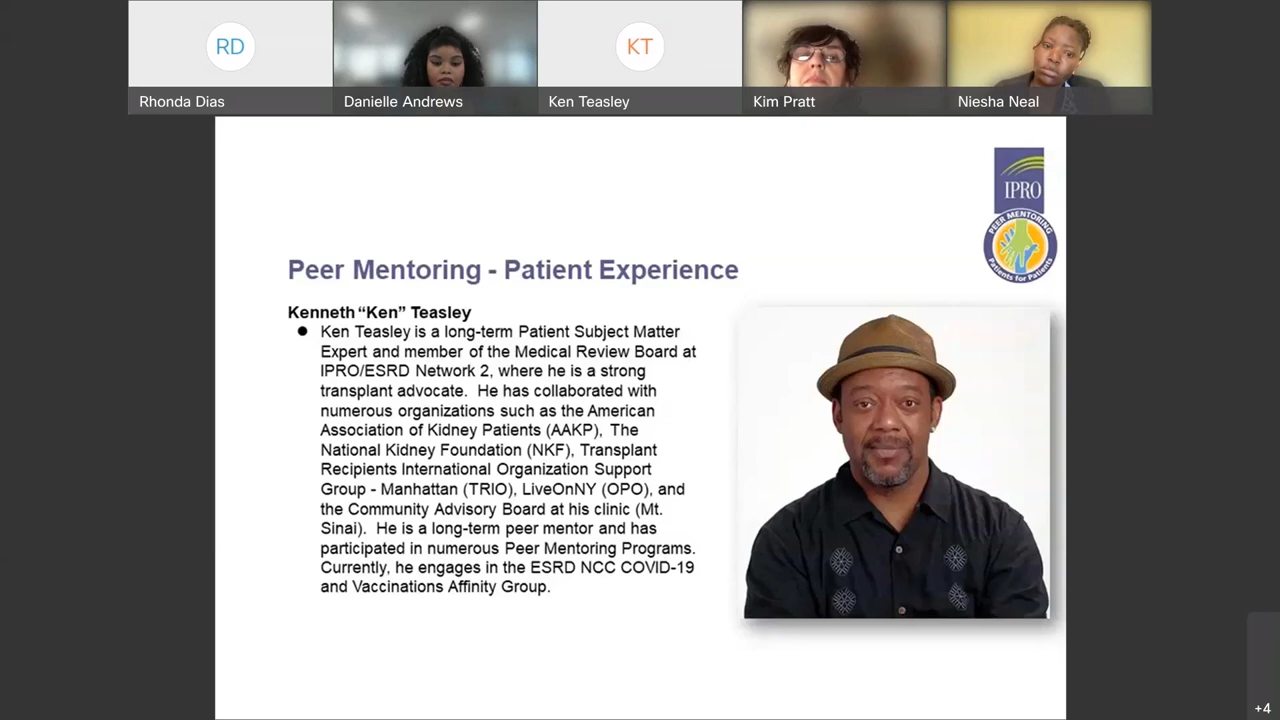 RD
KT
Rhonda Dias
Danielle Andrews
Ken Teasley
Kim Pratt
Niesha Neal
IPRO
PEER MENTORING
Patients for Patients
Peer Mentoring - Patient Experience
Kenneth “Ken” Teasley
● Ken Teasley is a long-term Patient Subject Matter
Expert and member of the Medical Review Board at
IPRO/ESRD Network 2, where he is a strong
transplant advocate.  He has collaborated with
numerous organizations such as the American
Association of Kidney Patients (AAKP), The
National Kidney Foundation (NKF), Transplant
Recipients International Organization Support
Group - Manhattan (TRIO), LiveOnNY (OPO), and
the Community Advisory Board at his clinic (Mt.
Sinai).  He is a long-term peer mentor and has
participated in numerous Peer Mentoring Programs.
Currently, he engages in the ESRD NCC COVID-19
and Vaccinations Affinity Group.
+4